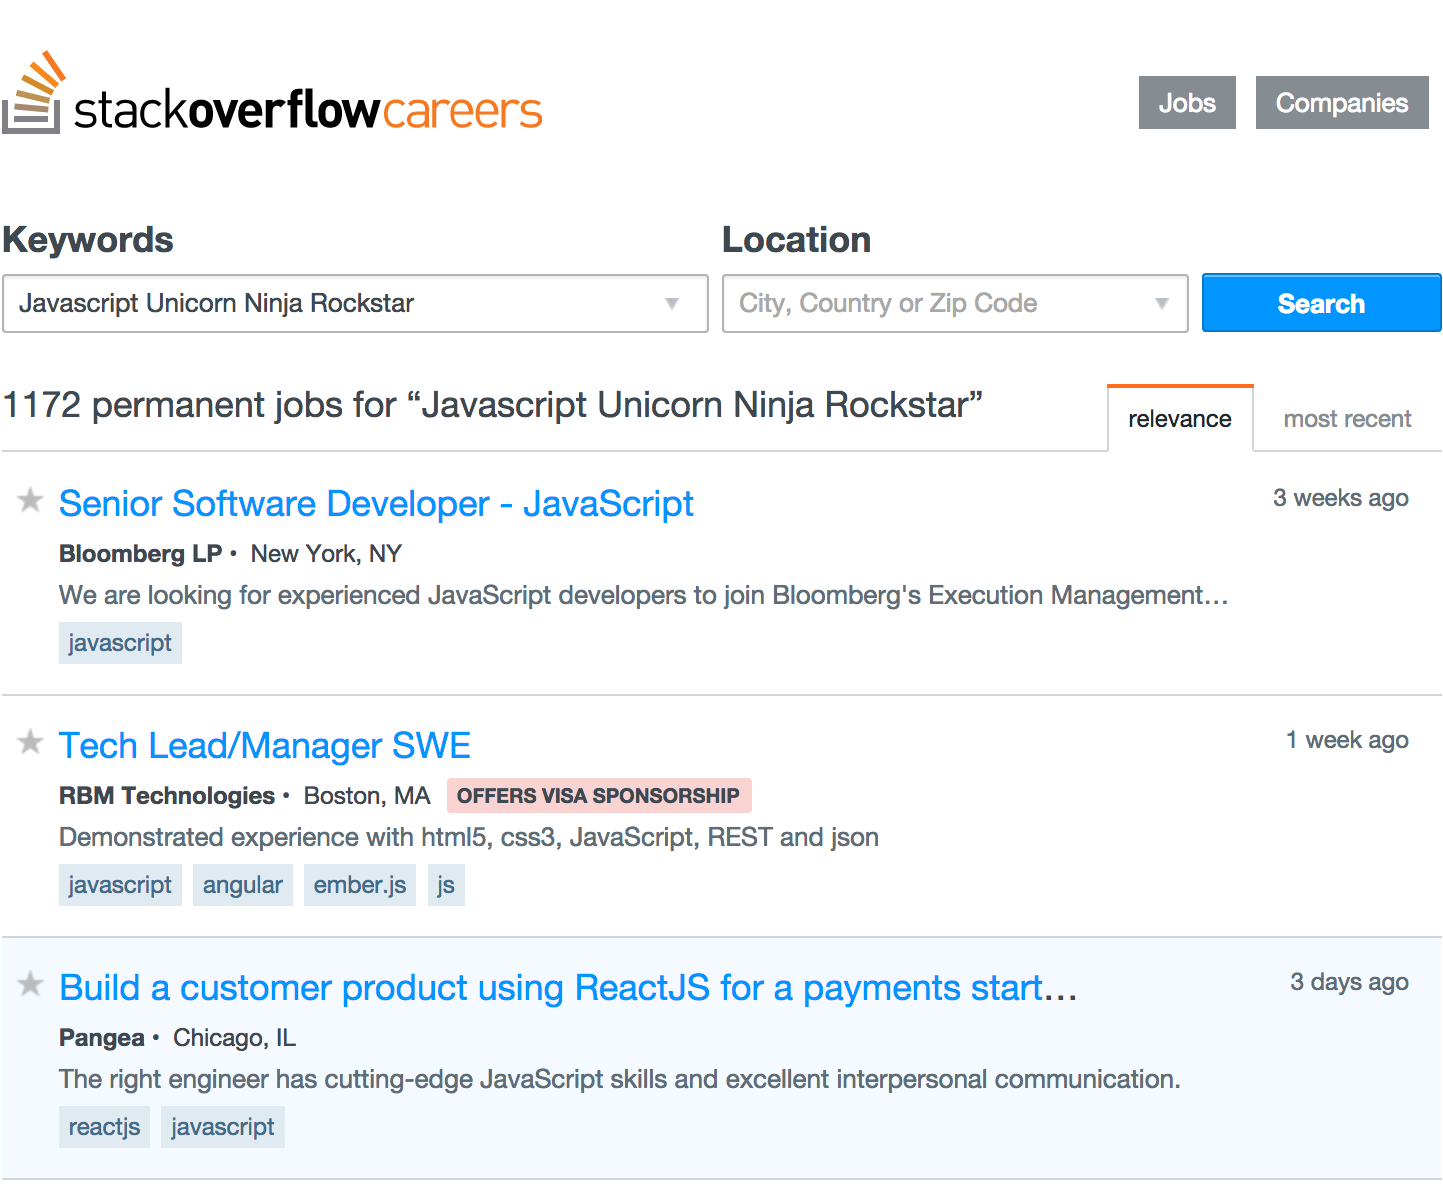 stackoverflowcareers
Jobs Companies
Keywords Location
Javascript Unicorn Ninja Rockstar City, Country or Zip Code Search
1172 permanent jobs for “Javascript Unicorn Ninja Rockstar” relevance most recent
Senior Software Developer - JavaScript 3 weeks ago
Bloomberg LP • New York, NY
We are looking for experienced JavaScript developers to join Bloomberg's Execution Management…
javascript
Tech Lead/Manager SWE 1 week ago
RBM Technologies • Boston, MA OFFERS VISA SPONSORSHIP
Demonstrated experience with html5, css3, JavaScript, REST and json
javascript angular ember.js js
Build a customer product using ReactJS for a payments start… 3 days ago
Pangea • Chicago, IL
The right engineer has cutting-edge JavaScript skills and excellent interpersonal communication.
reactjs javascript